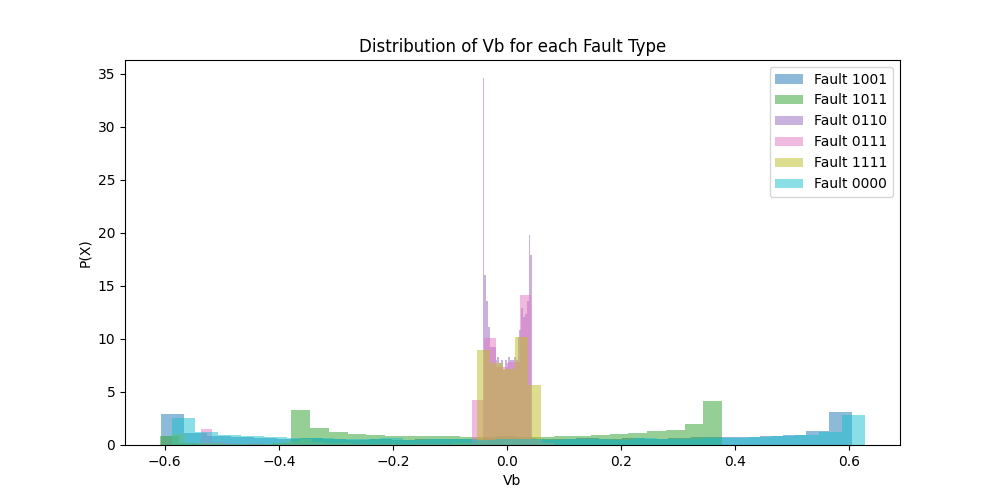 Distribution of Vb for each Fault Type
35
30
25
20
15
10
5
0
P(X)
−0.6
−0.4
−0.2
0.0
0.2
0.4
0.6
Vb
Fault 1001
Fault 1011
Fault 0110
Fault 0111
Fault 1111
Fault 0000